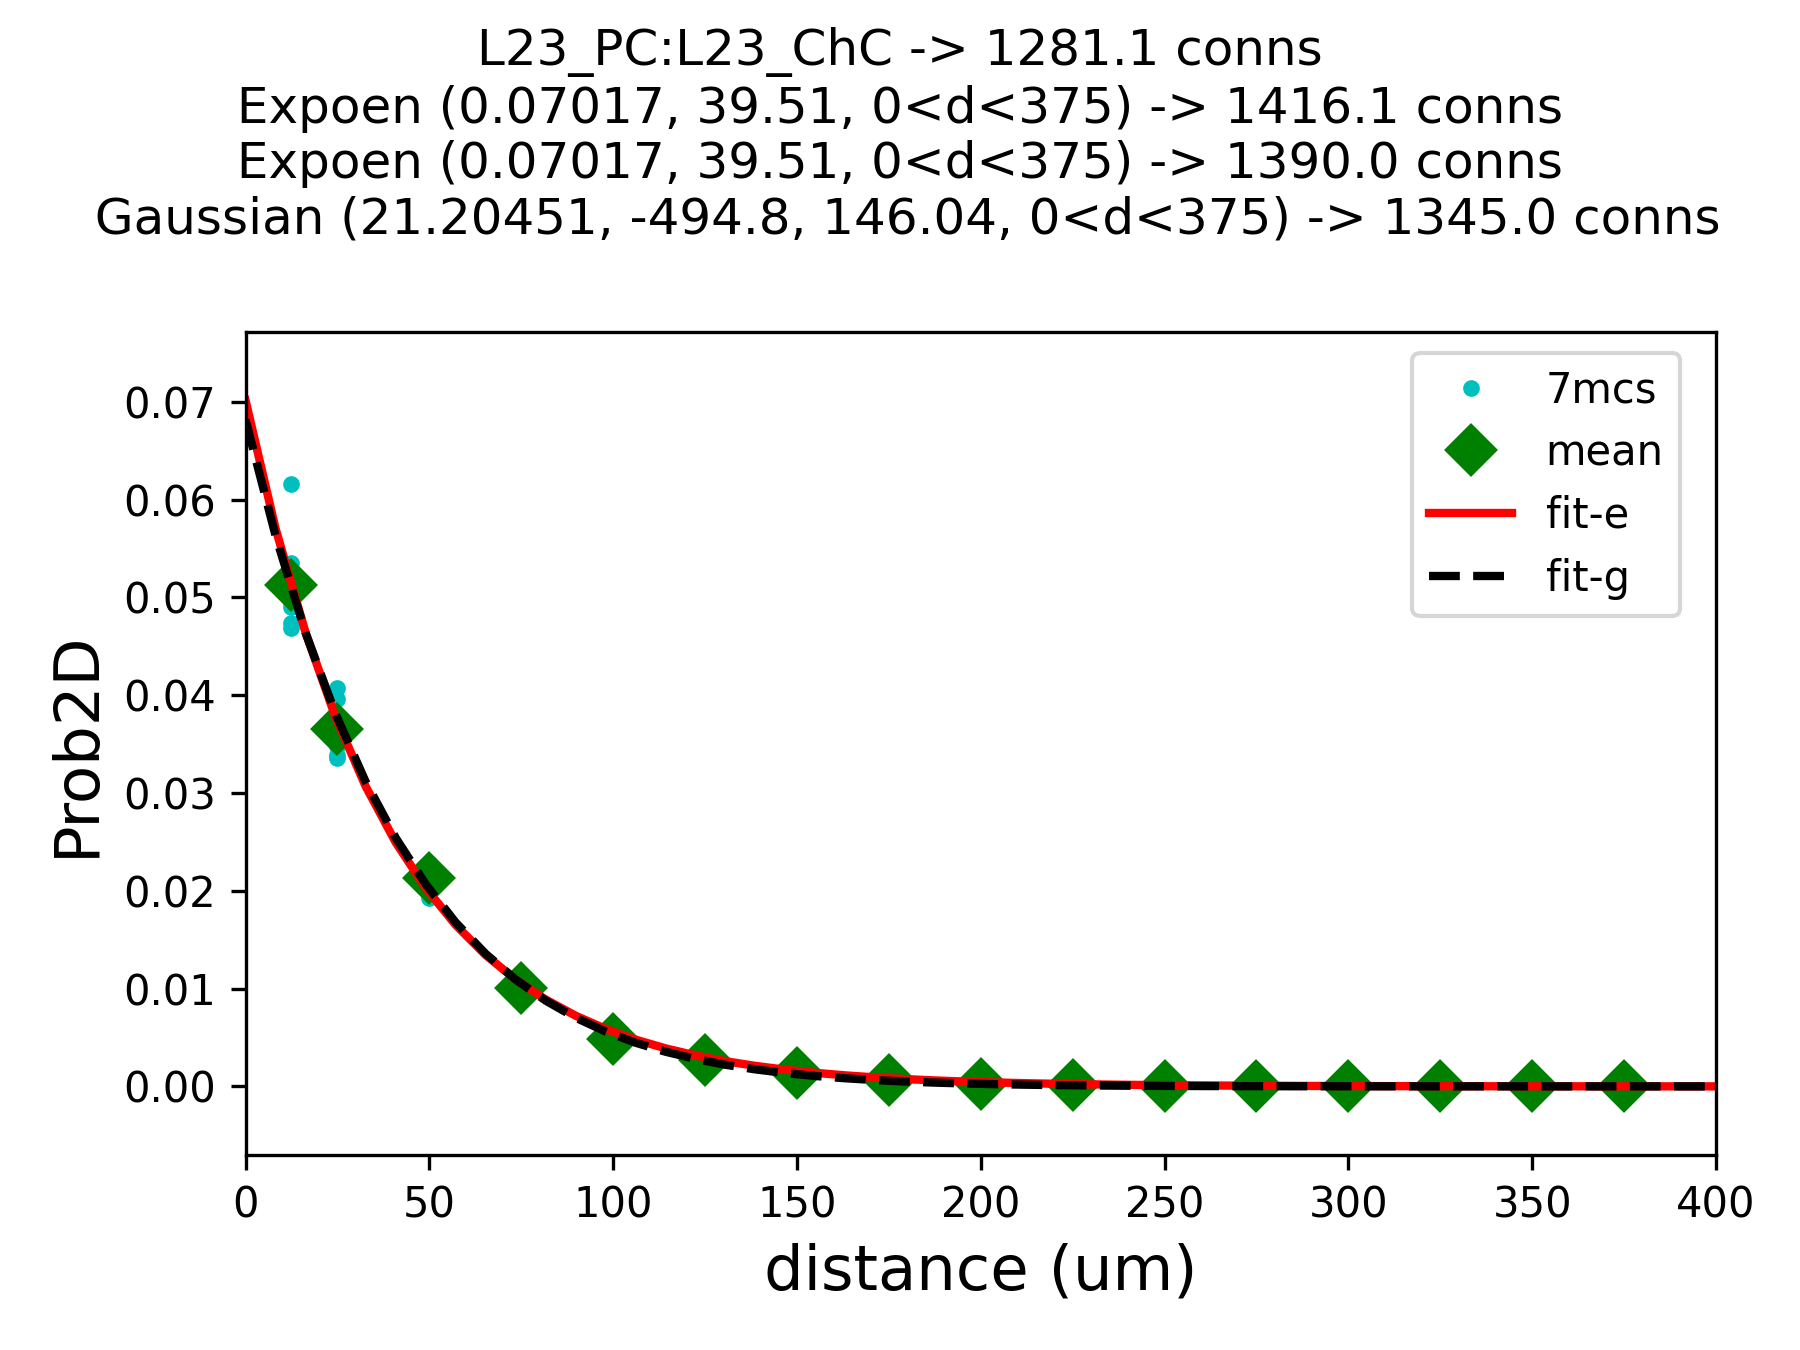 L23_PC:L23_ChC -> 1281.1 conns
Expoen (0.07017, 39.51, 0<d<375) -> 1416.1 conns
Expoen (0.07017, 39.51, 0<d<375) -> 1390.0 conns
Gaussian (21.20451, -494.8, 146.04, 0<d<375) -> 1345.0 conns
7mcs
mean
fit-e
fit-g
0.07
0.06
0.05
0.04
0.03
0.02
0.01
0.00
Prob2D
0 50 100 150 200 250 300 350 400
distance (um)